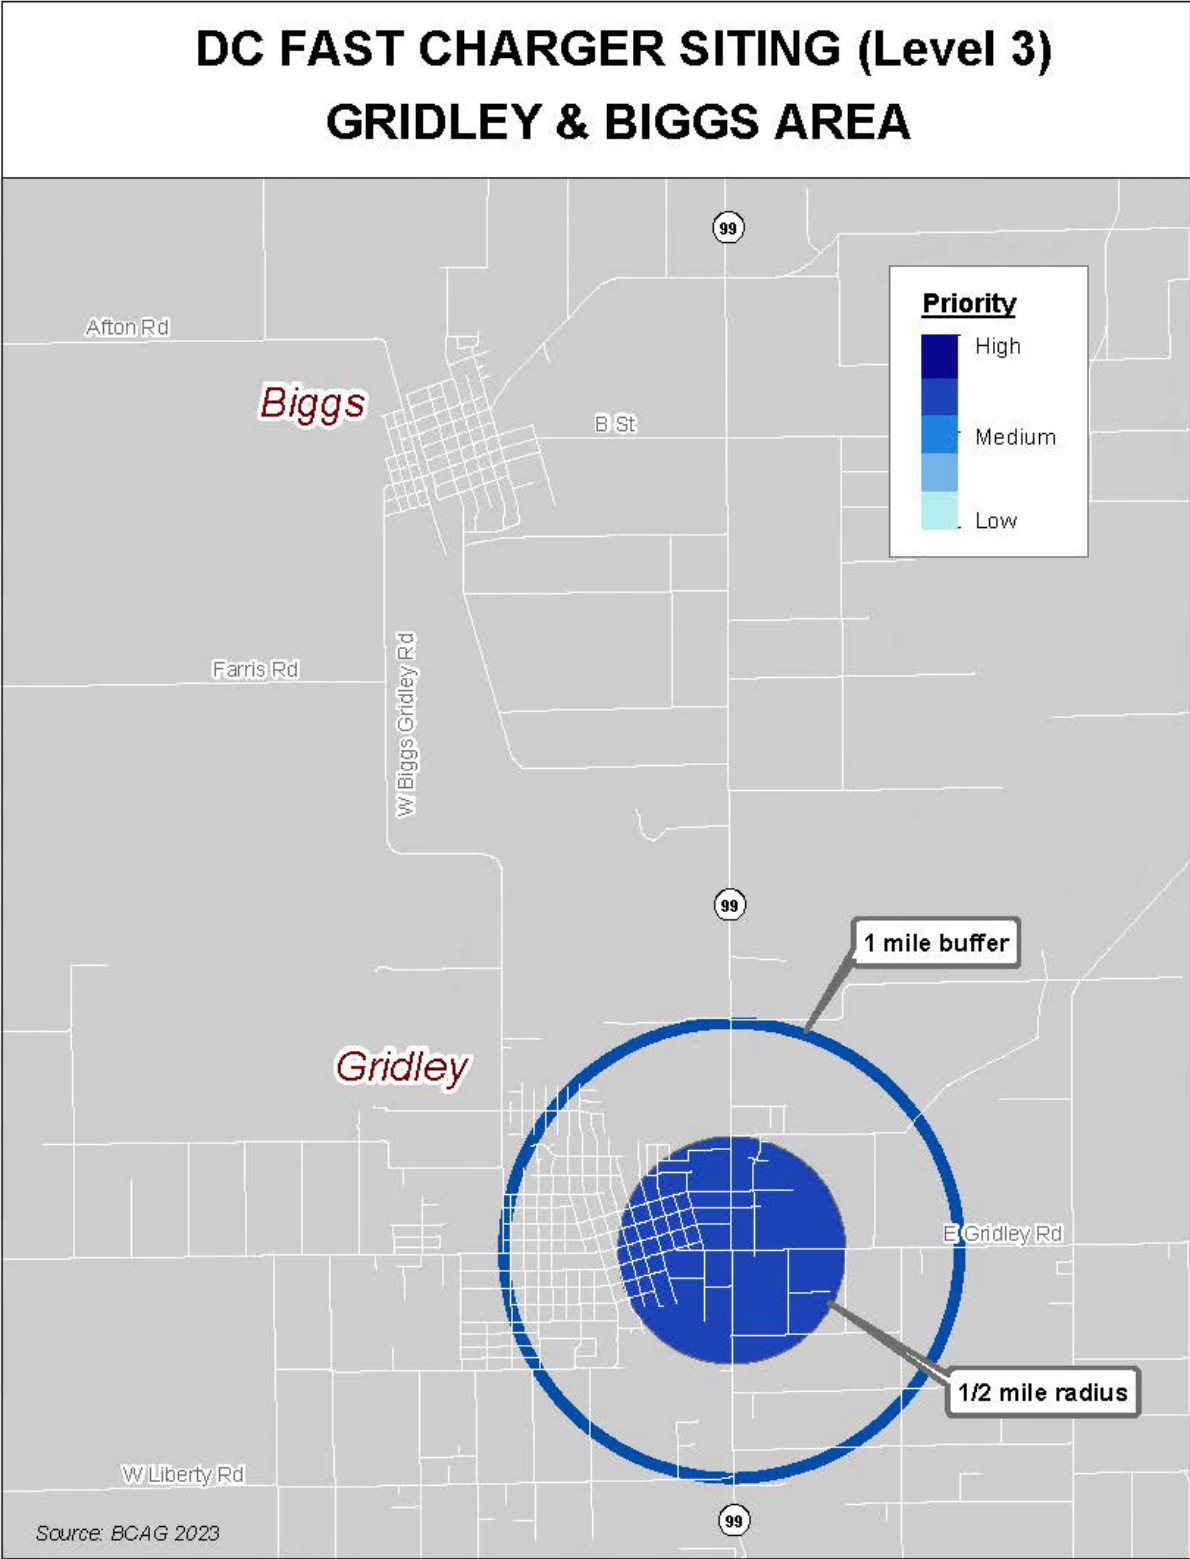 DC FAST CHARGER SITING (Level 3)
GRIDLEY & BIGGS AREA
99
Priority
High
Medium
Low
Afton Rd
Biggs
B St
Farris Rd
W Biggs Gridley Rd
99
1 mile buffer
Gridley
E Gridley Rd
1/2 mile radius
W Liberty Rd
99
Source: BCAG 2023